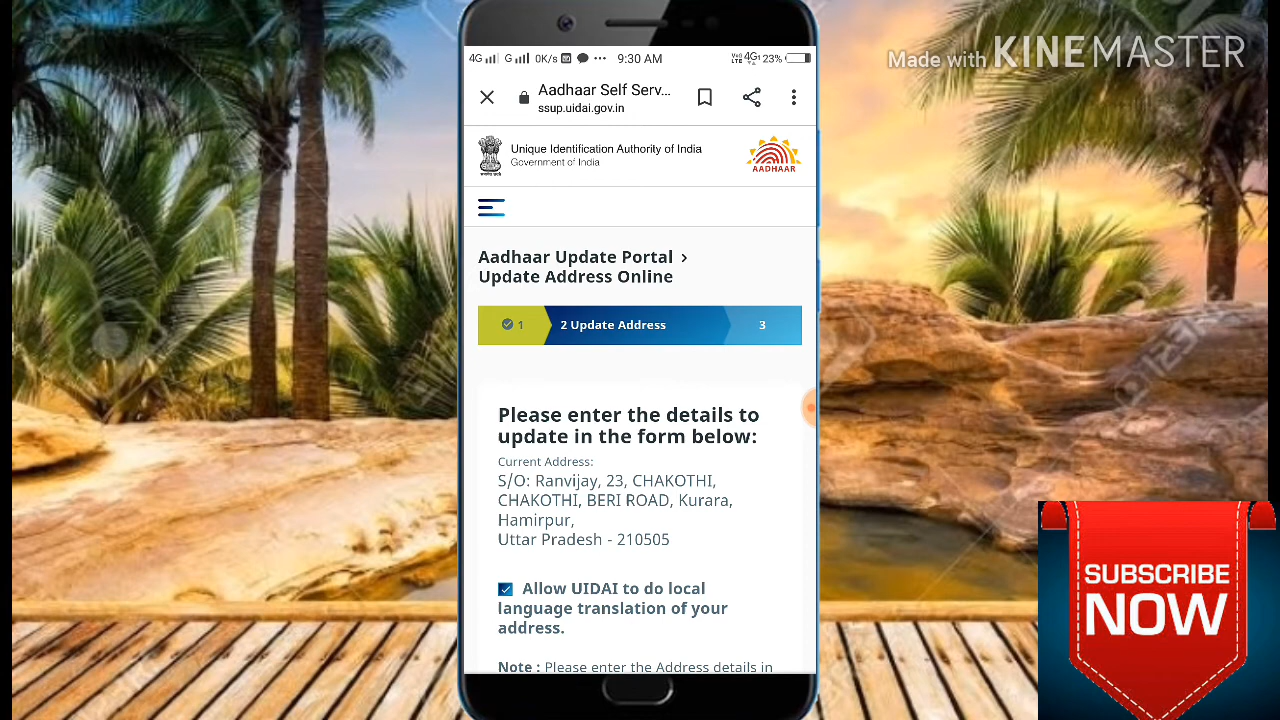 Made with KINEMASTER
4G G 0K/s ... 9:30 AM 4G 23%
Aadhaar Self Serv...
ssup.uidai.gov.in
Unique Identification Authority of India
Government of India
AADHAAR
Aadhaar Update Portal >
Update Address Online
1 2 Update Address 3
Please enter the details to
update in the form below:
Current Address:
S/O: Ranvijay, 23, CHAKOTHI,
CHAKOTHI, BERI ROAD, Kurara,
Hamirpur,
Uttar Pradesh - 210505
Allow UIDAI to do local
language translation of your
address.
Note : Please enter the Address details in
SUBSCRIBE
NOW